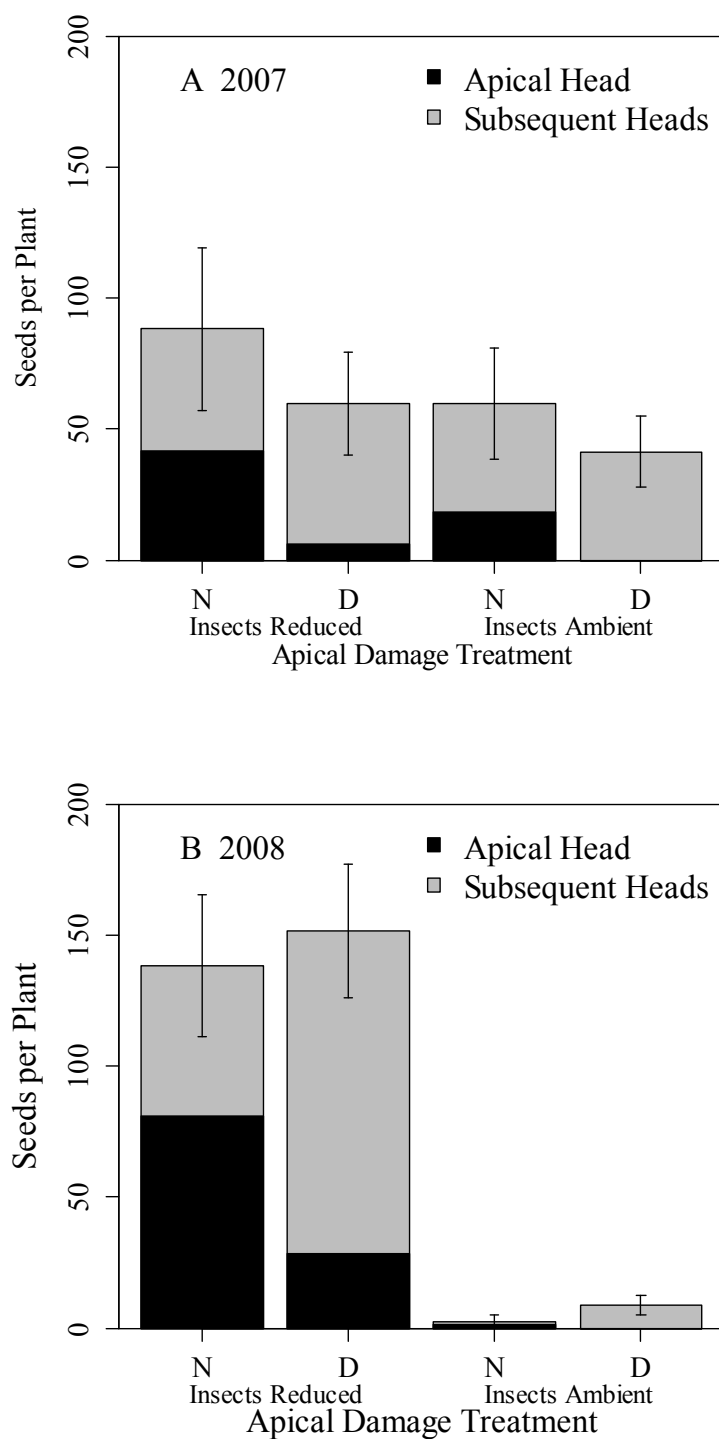 A 2007
Apical Head
Subsequent Heads
Seeds per Plant
200
150
100
50
0
N D N D
Insects Reduced Insects Ambient
Apical Damage Treatment
B 2008
Apical Head
Subsequent Heads
Seeds per Plant
200
150
100
50
0
N D N D
Insects Reduced Insects Ambient
Apical Damage Treatment